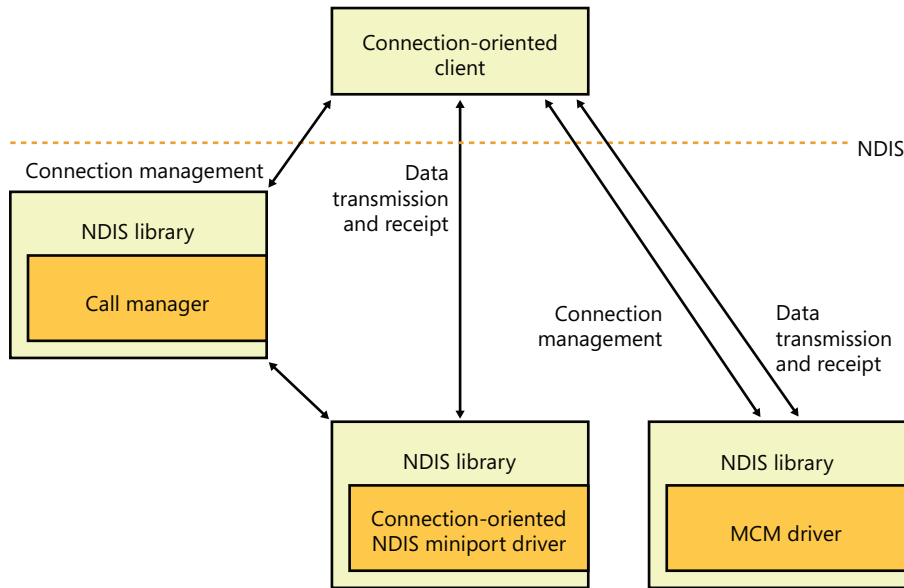 Connection-oriented
client
NDIS
Connection management
Data
transmission
and receipt
NDIS library
Call manager
Connection
management
Data
transmission
and receipt
NDIS library
Connection-oriented
NDIS miniport driver
NDIS library
MCM driver